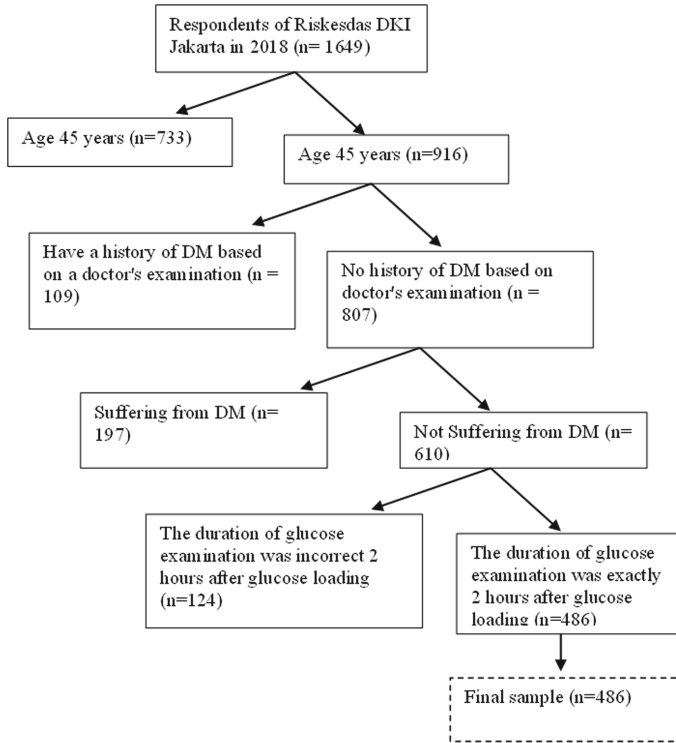 Respondents of Riskesdas DKI
Jakarta in 2018 (n= 1649)
Age 45 years (n=733)
Age 45 years (n=916)
Have a history of DM based
on a doctor's examination (n =
109)
No history of DM based on
doctor's examination (n =
807)
Suffering from DM (n=
197)
Not Suffering from DM (n=
610)
The duration of glucose
examination was incorrect 2
hours after glucose loading
(n=124)
The duration of glucose
examination was exactly
2 hours after glucose
loading (n=486)
Final sample (n=486)